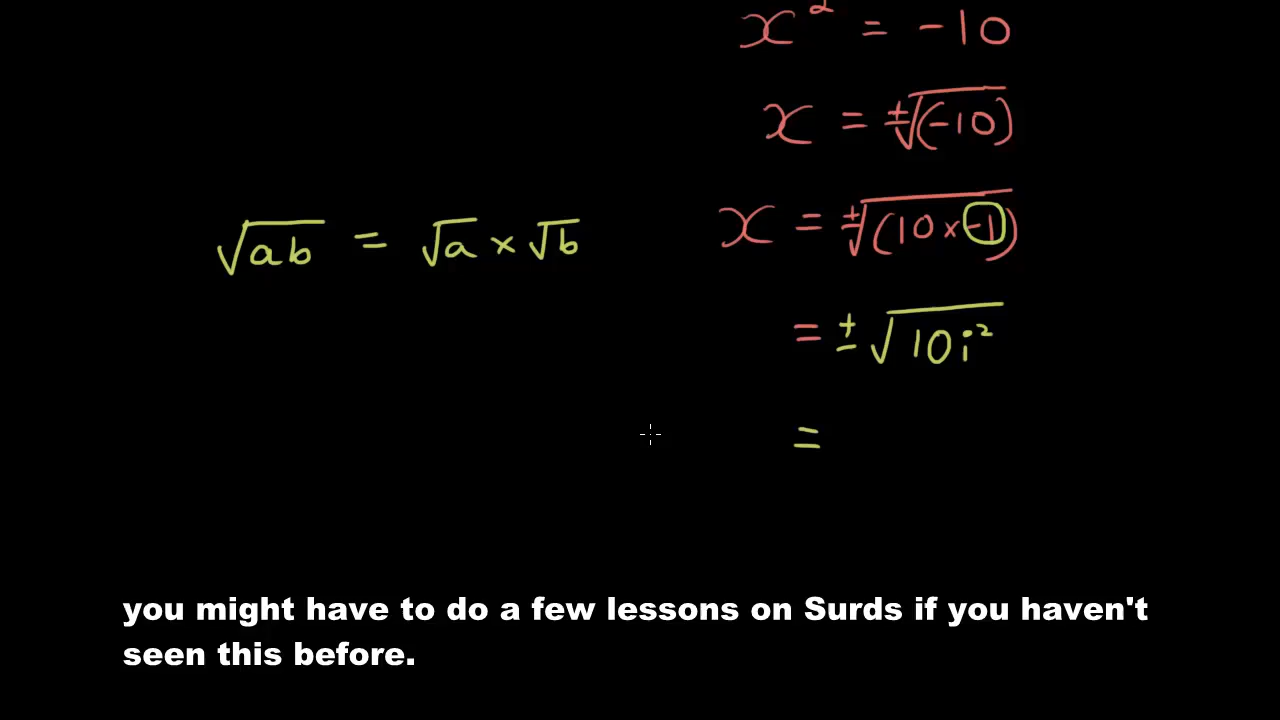 x² = -10
x = ±√(-10)
√ab = √a × √b
x = ±√(10 × -1)
= ±√10i²
=
you might have to do a few lessons on Surds if you haven't
seen this before.